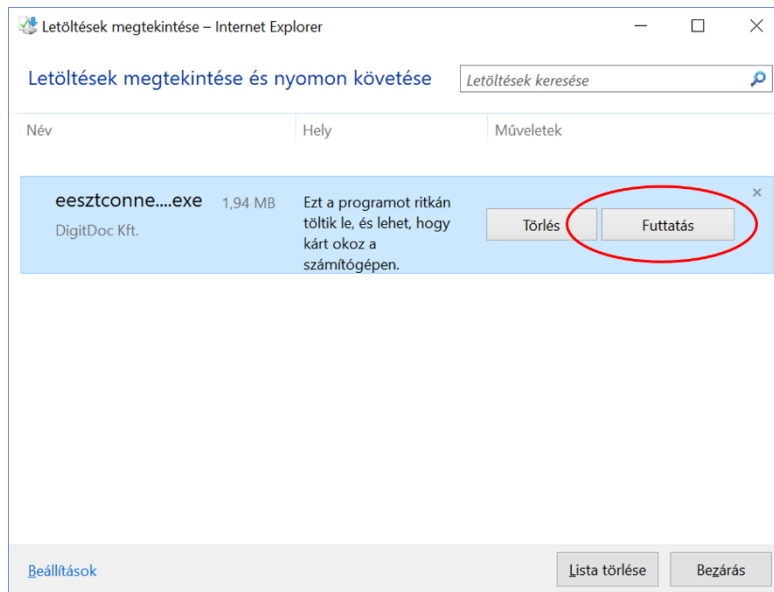 Letöltések megtekintése – Internet Explorer
Letöltések megtekintése és nyomon követése
Letöltések keresése
Név Hely Műveletek
eesztconne....exe 1,94 MB
DigitDoc Kft.
Ezt a programot ritkán
töltik le, és lehet, hogy
kárt okoz a
számítógépen.
Törlés Futtatás
Beállítások Lista törlése Bezárás